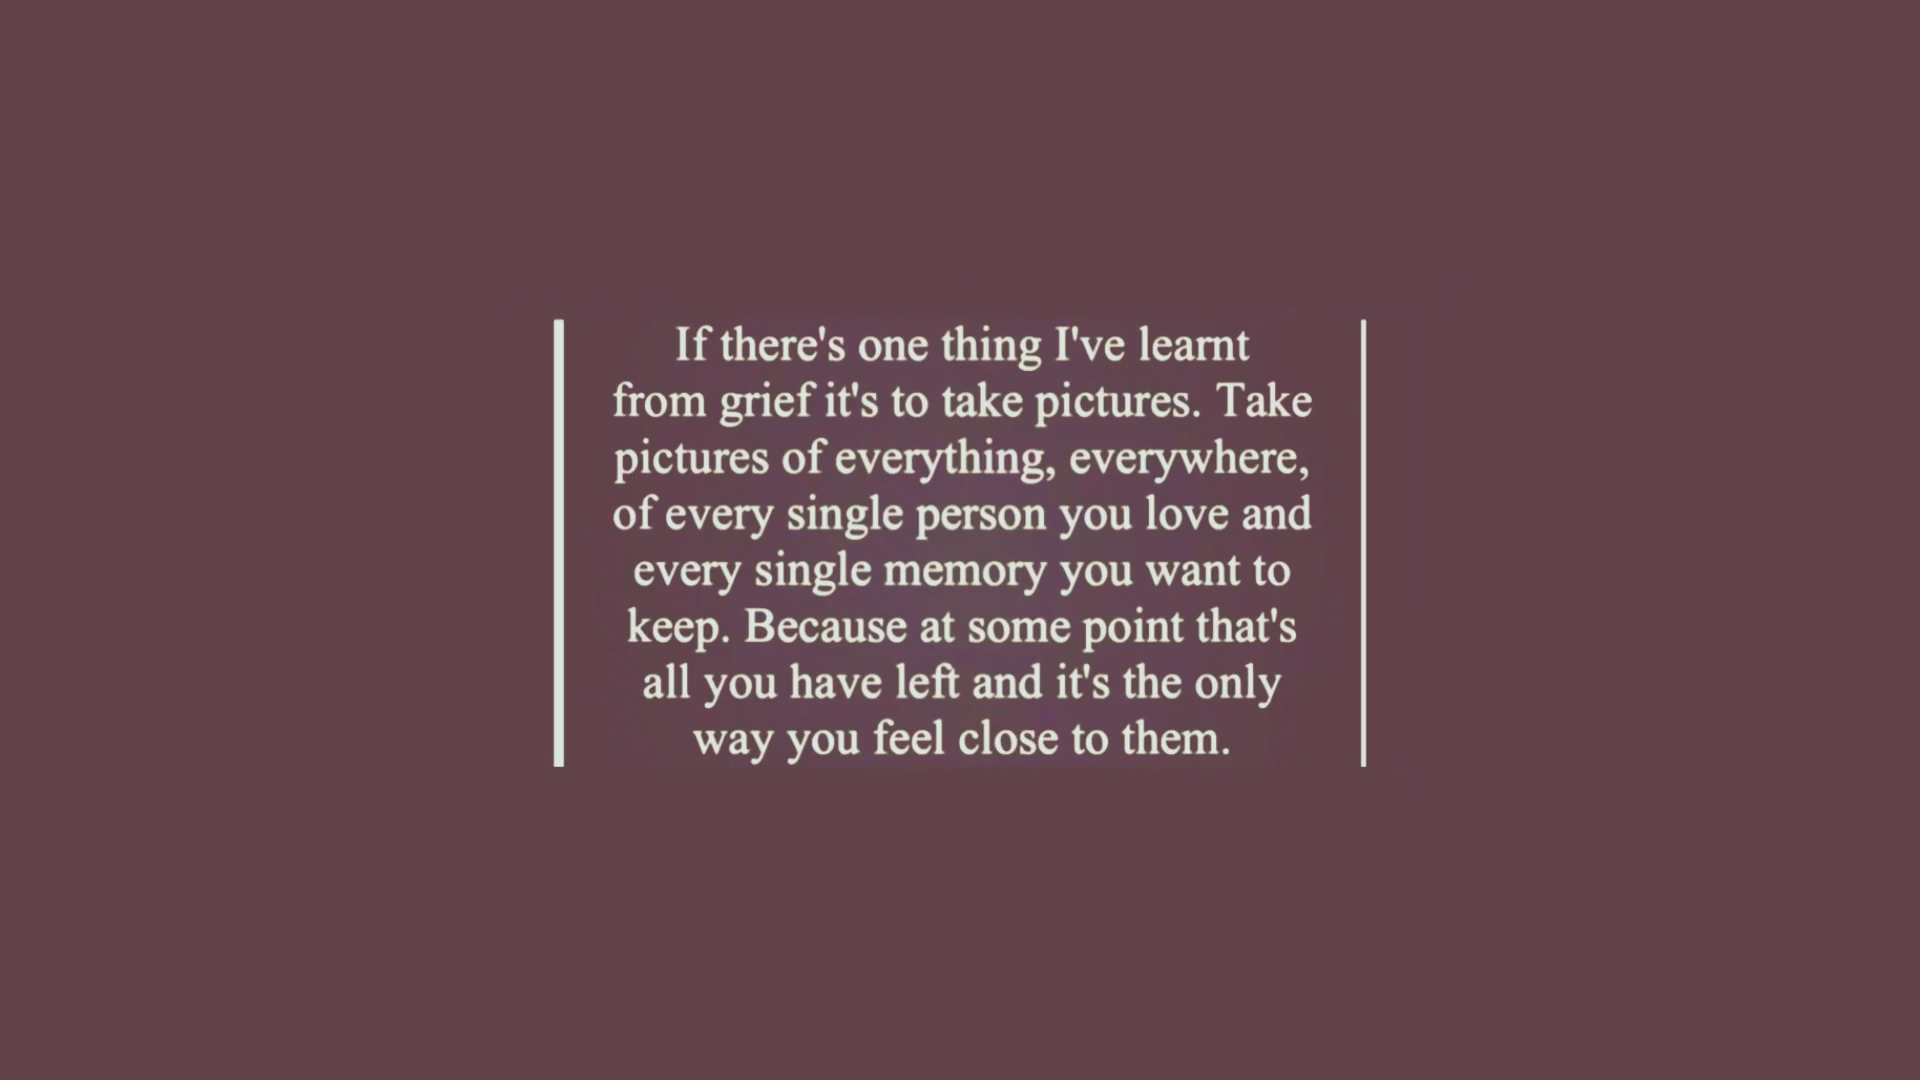 If there's one thing I've learnt
from grief it's to take pictures. Take
pictures of everything, everywhere,
of every single person you love and
every single memory you want to
keep. Because at some point that's
all you have left and it's the only
way you feel close to them.